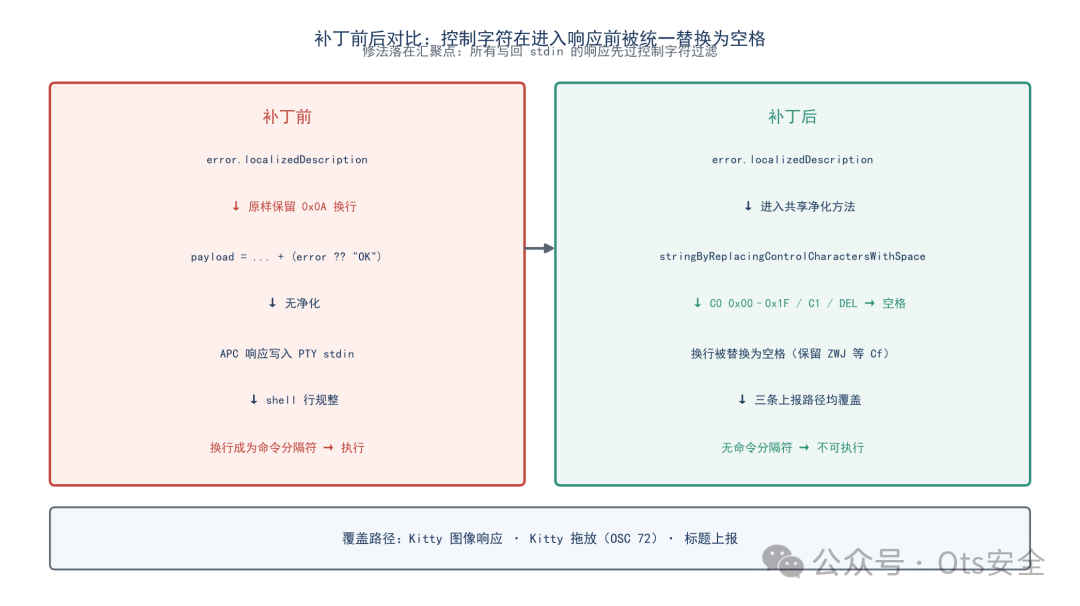 补丁前后对比：控制字符在进入响应前被统一替换为空格
修法落在汇聚点：所有写回 stdin 的响应先过控制字符过滤
补丁前
error.localizedDescription
↓ 原样保留 0x0A 换行
payload = ... + (error ?? "OK")
↓ 无净化
APC 响应写入 PTY stdin
↓ shell 行规整
换行成为命令分隔符 → 执行
补丁后
error.localizedDescription
↓ 进入共享净化方法
stringByReplacingControlCharactersWithSpace
↓ C0 0x00–0x1F / C1 / DEL → 空格
换行被替换为空格（保留 ZWJ 等 Cf）
↓ 三条上报路径均覆盖
无命令分隔符 → 不可执行
覆盖路径：Kitty 图像响应 · Kitty 拖放（OSC 72）· 标题上报
公众号 · Ots安全